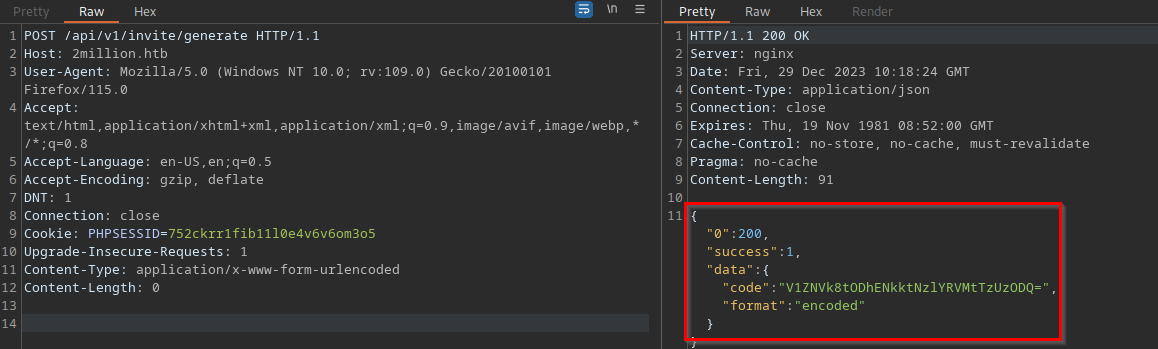 Pretty Raw Hex \n
1 POST /api/v1/invite/generate HTTP/1.1
2 Host: 2million.htb
3 User-Agent: Mozilla/5.0 (Windows NT 10.0; rv:109.0) Gecko/20100101
Firefox/115.0
4 Accept:
text/html,application/xhtml+xml,application/xml;q=0.9,image/avif,image/webp,*
/*;q=0.8
5 Accept-Language: en-US,en;q=0.5
6 Accept-Encoding: gzip, deflate
7 DNT: 1
8 Connection: close
9 Cookie: PHPSESSID=752ckrr1fib11l0e4v6v6om3o5
10 Upgrade-Insecure-Requests: 1
11 Content-Type: application/x-www-form-urlencoded
12 Content-Length: 0
13
14
Pretty Raw Hex Render
1 HTTP/1.1 200 OK
2 Server: nginx
3 Date: Fri, 29 Dec 2023 10:18:24 GMT
4 Content-Type: application/json
5 Connection: close
6 Expires: Thu, 19 Nov 1981 08:52:00 GMT
7 Cache-Control: no-store, no-cache, must-revalidate
8 Pragma: no-cache
9 Content-Length: 91
10
11 {
"0":200,
"success":1,
"data":{
"code":"V1ZNVk8tODhENkktNzlYRVMtTzUzODQ=",
"format":"encoded"
}
}